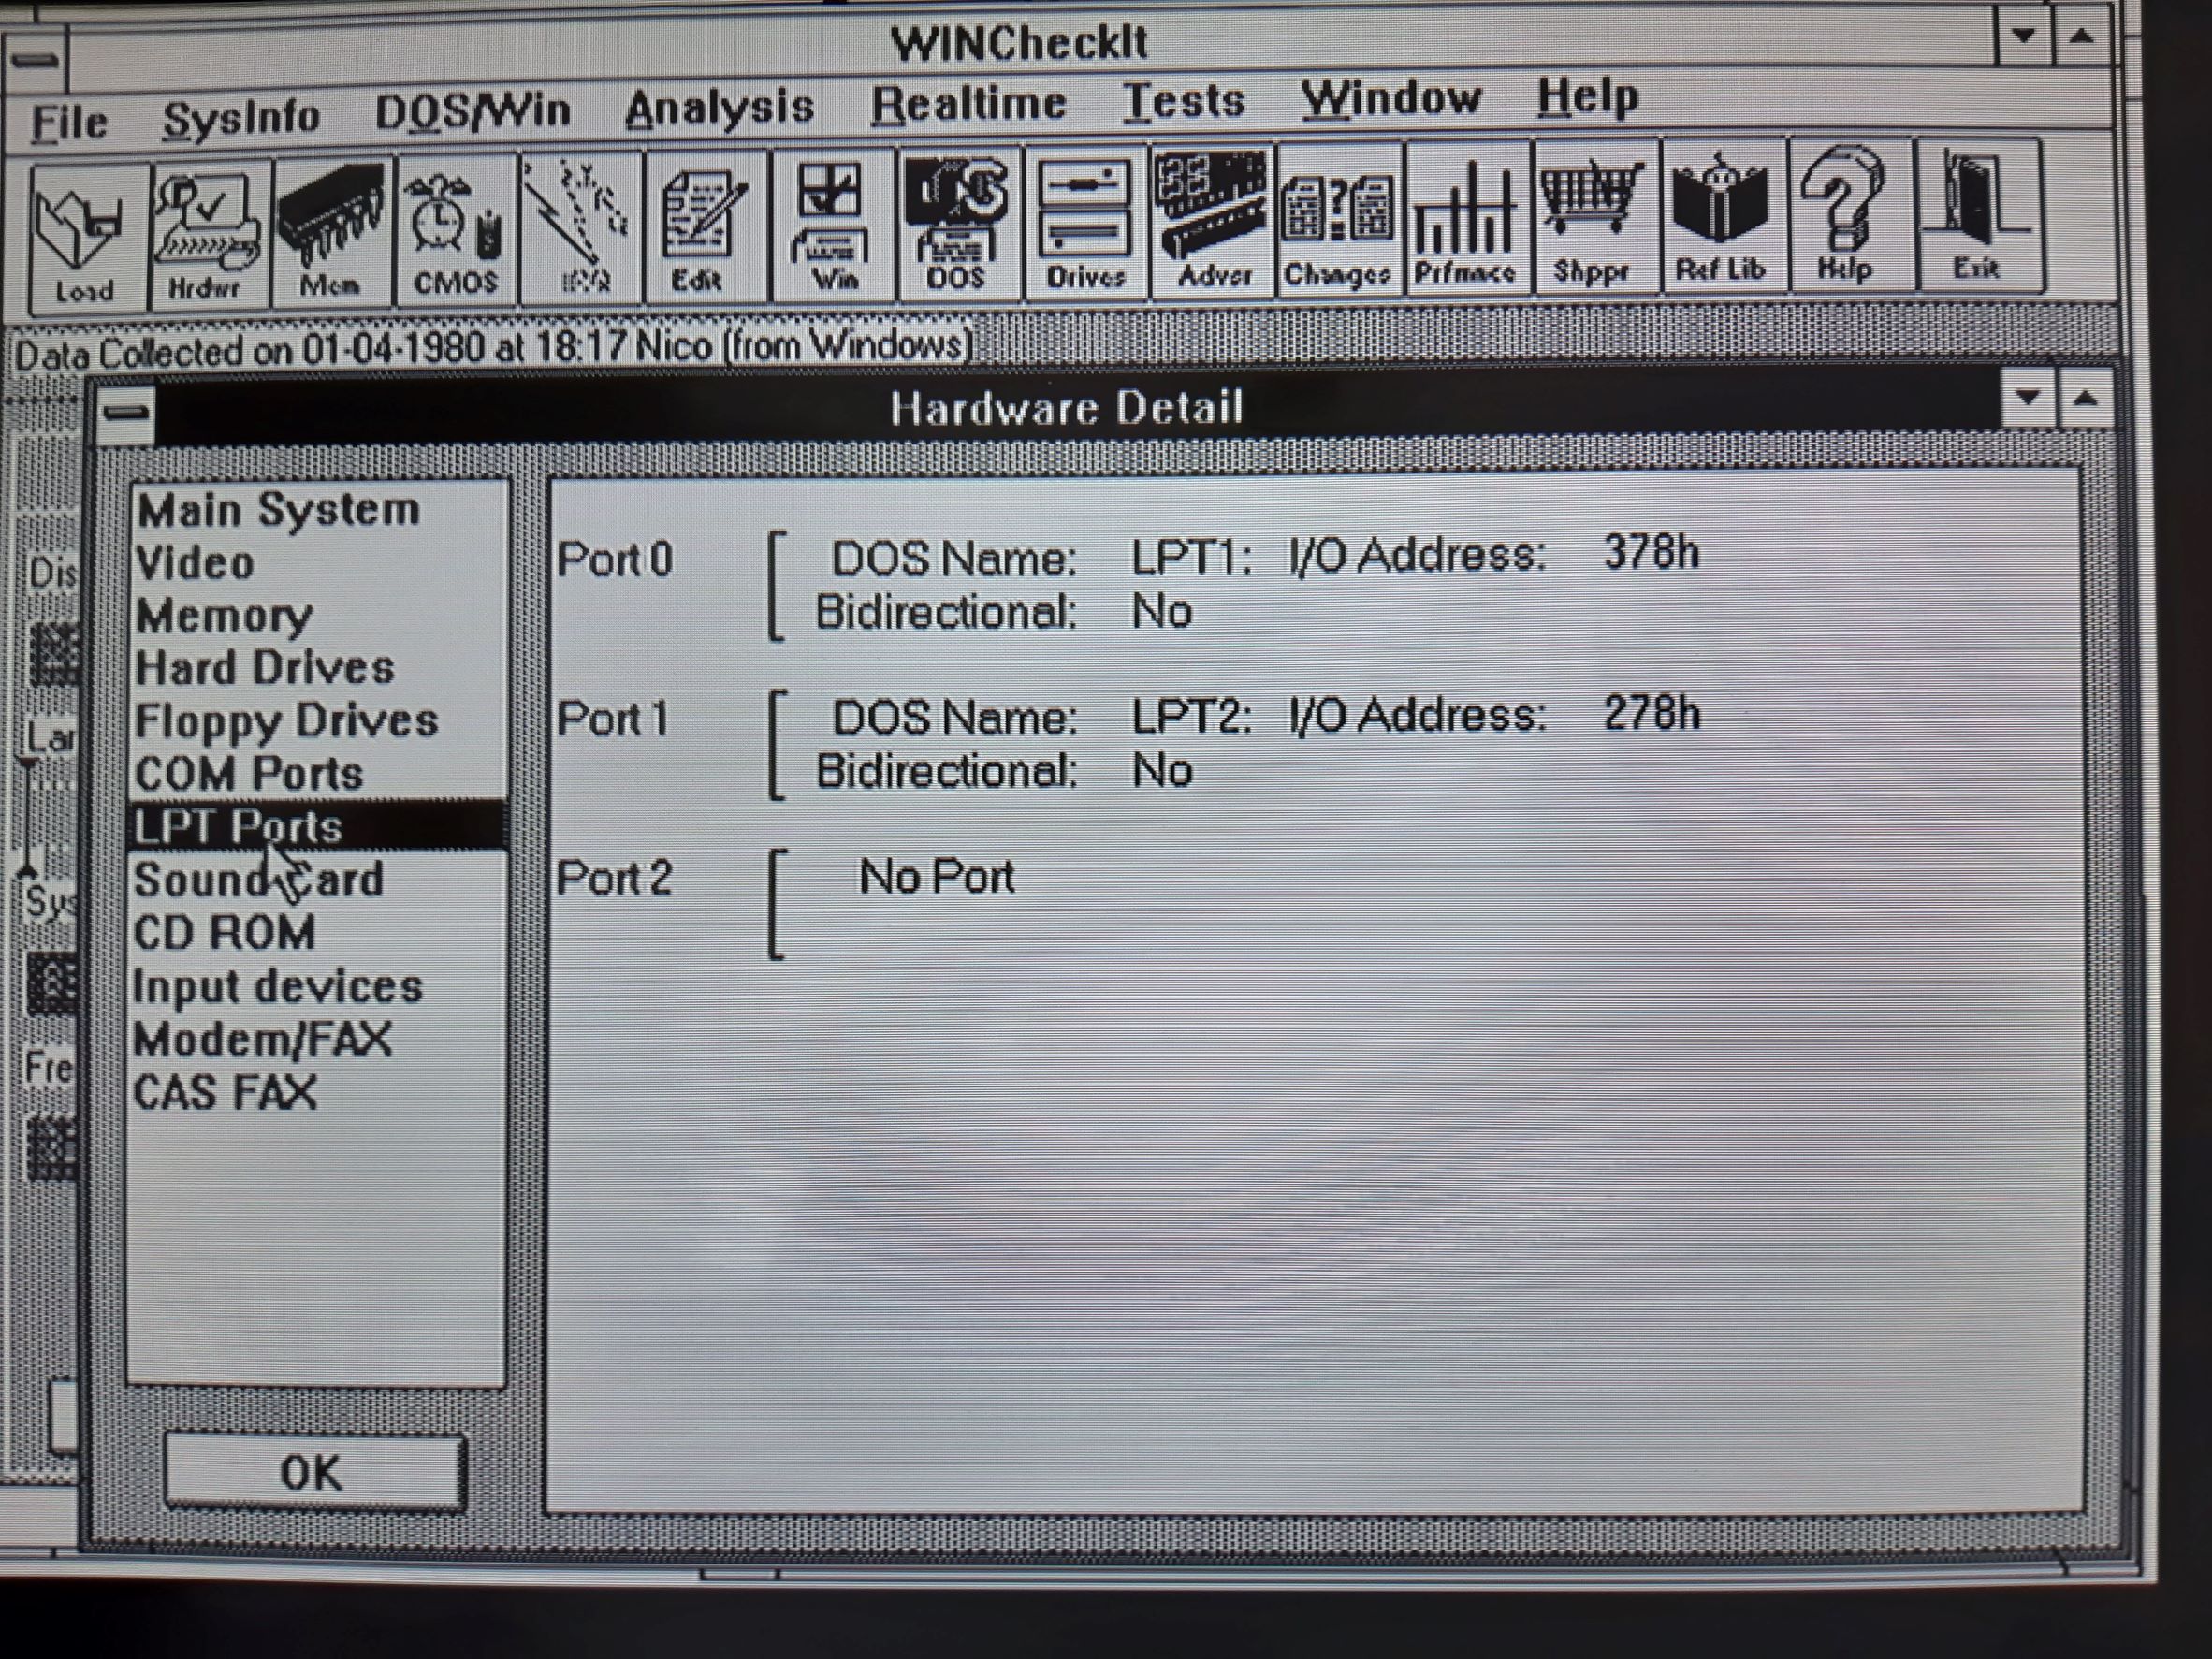 WINCheckIt
File SysInfo DOS/Win Analysis Realtime Tests Window Help
Load Hrdwr Mem CMOS IRQ Edit Win DOS Drives Advsr Changes Prfmnce Shppr Ref Lib Help Exit
Data Collected on 01-04-1980 at 18:17 Nico (from Windows)
Hardware Detail
Main System
Video
Memory
Hard Drives
Floppy Drives
COM Ports
LPT Ports
Sound Card
CD ROM
Input devices
Modem/FAX
CAS FAX
OK
Port 0 DOS Name: LPT1: I/O Address: 378h
Bidirectional: No
Port 1 DOS Name: LPT2: I/O Address: 278h
Bidirectional: No
Port 2 No Port
Dis
Lar
Sys
Fre